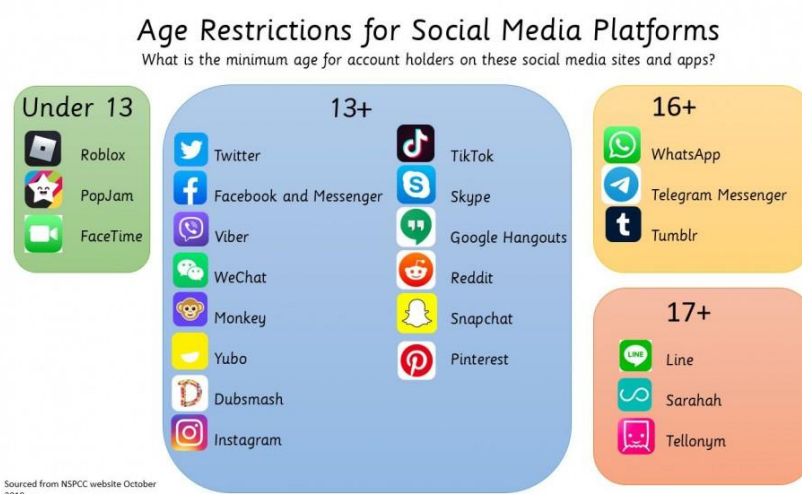 Age Restrictions for Social Media Platforms
What is the minimum age for account holders on these social media sites and apps?
Under 13
Roblox
PopJam
FaceTime
13+
Twitter
Facebook and Messenger
Viber
WeChat
Monkey
Yubo
Dubsmash
Instagram
TikTok
Skype
Google Hangouts
Reddit
Snapchat
Pinterest
16+
WhatsApp
Telegram Messenger
Tumblr
17+
LINE
Line
Sarahah
Tellonym
Sourced from NSPCC website October